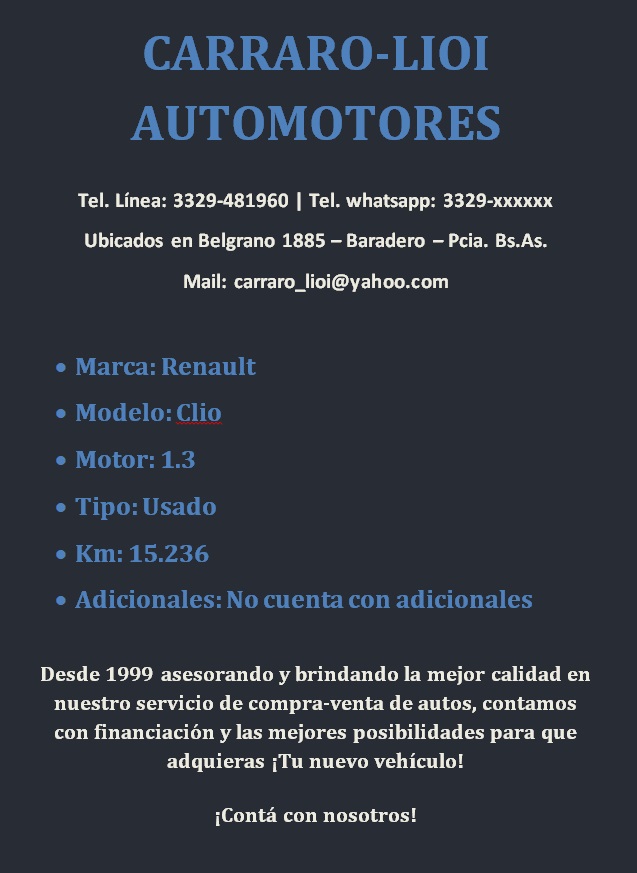 CARRARO-LIOI
AUTOMOTORES
Tel. Línea: 3329-481960 | Tel. whatsapp: 3329-xxxxxx
Ubicados en Belgrano 1885 – Baradero – Pcia. Bs.As.
Mail: carraro_lioi@yahoo.com
• Marca: Renault
• Modelo: Clio
• Motor: 1.3
• Tipo: Usado
• Km: 15.236
• Adicionales: No cuenta con adicionales
Desde 1999 asesorando y brindando la mejor calidad en
nuestro servicio de compra-venta de autos, contamos
con financiación y las mejores posibilidades para que
adquieras ¡Tu nuevo vehículo!
¡Contá con nosotros!